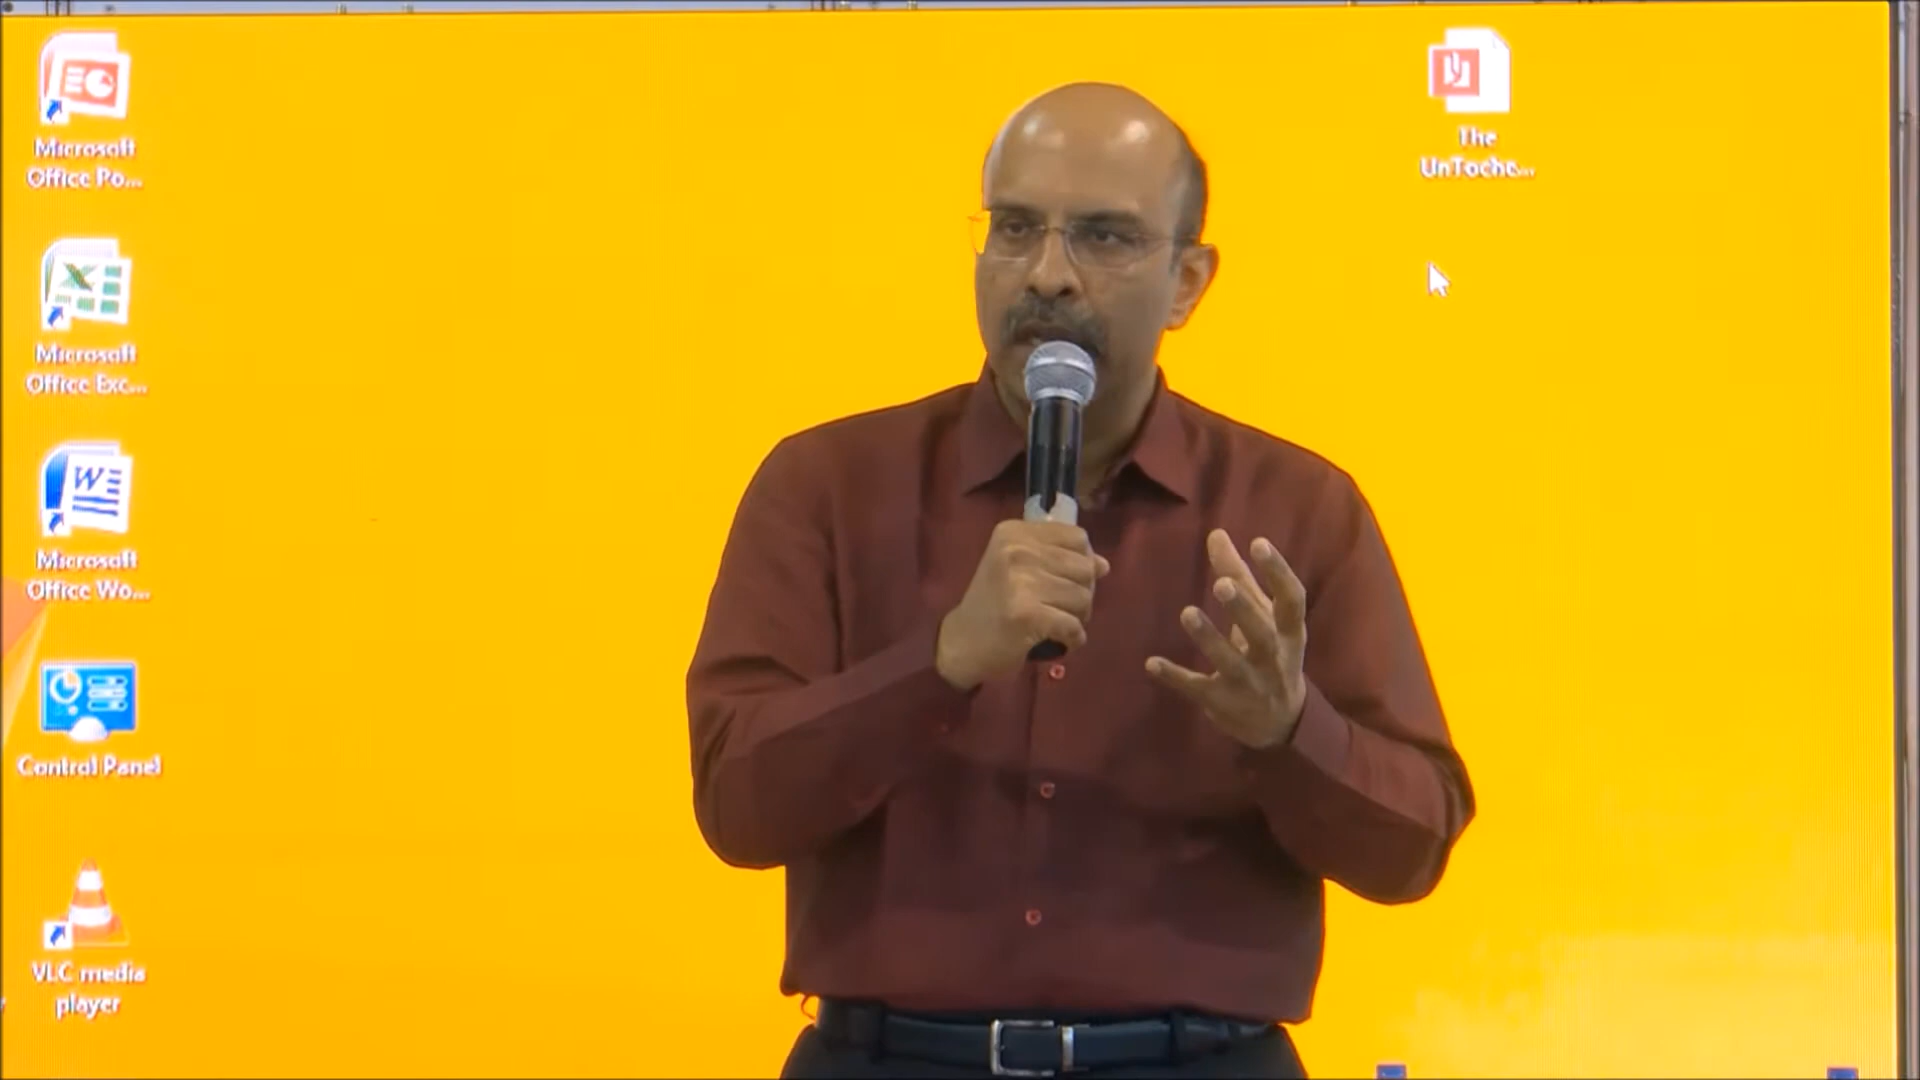 Microsoft
Office Po...
Microsoft
Office Exc...
Microsoft
Office Wo...
Control Panel
VLC media
player
The
UnToche...